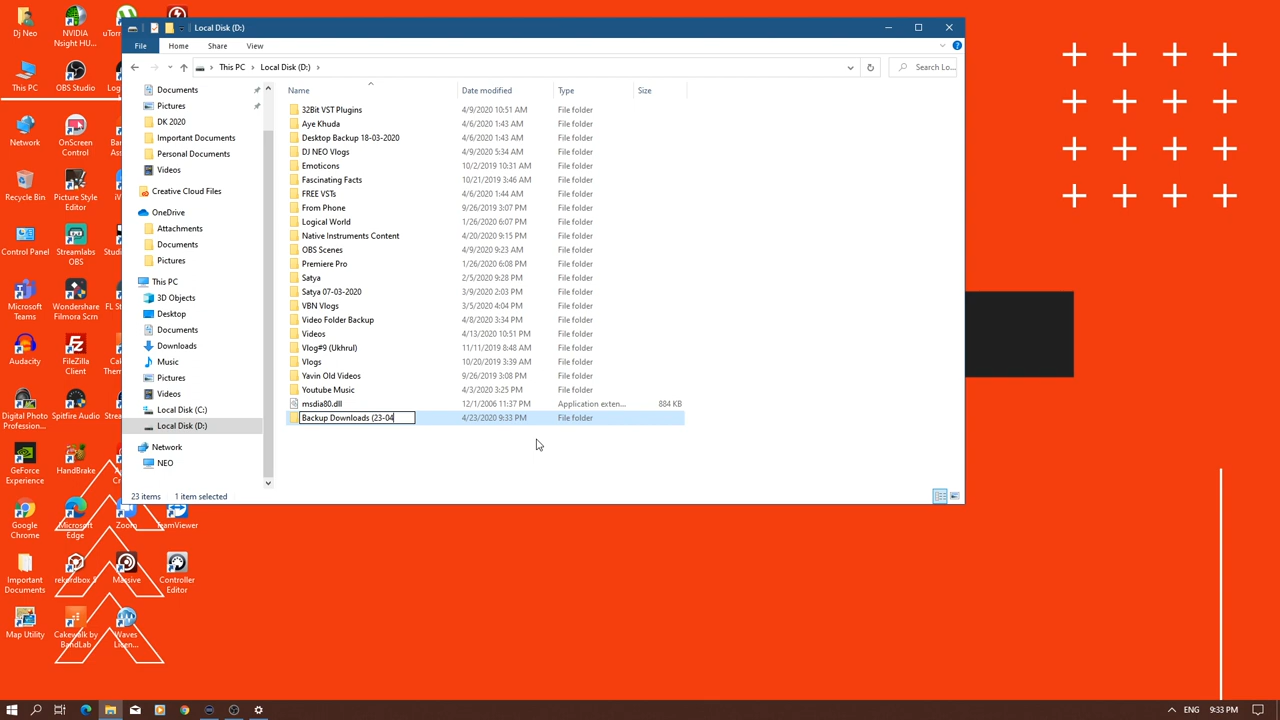 Dj Neo
NVIDIA Nsight HU...
uTor
This PC
OBS Studio
Log
Network
OnScreen Control
Ban
As
Recycle Bin
Picture Style Editor
iV
Control Panel
Streamlabs OBS
Stud
Microsoft Teams
Wondershare Filmora Scrn
FL St
Audacity
FileZilla Client
Cal
Them
Digital Photo Profession...
Spitfire Audio
Strea
GeForce Experience
HandBrake
A
Cr
Google Chrome
Microsoft Edge
Zoom
TeamViewer
Important Documents
rekordbox 5
Massive
Controller Editor
Map Utility
Cakewalk by BandLab
Waves Licen...
Local Disk (D:)
File
Home
Share
View
This PC
Local Disk (D:)
Search Lo...
Documents
Pictures
DK 2020
Important Documents
Personal Documents
Videos
Creative Cloud Files
OneDrive
Attachments
Documents
Pictures
This PC
3D Objects
Desktop
Documents
Downloads
Music
Pictures
Videos
Local Disk (C:)
Local Disk (D:)
Network
NEO
Name Date modified Type Size
32Bit VST Plugins 4/9/2020 10:51 AM File folder
Aye Khuda 4/6/2020 1:43 AM File folder
Desktop Backup 18-03-2020 4/6/2020 1:43 AM File folder
DJ NEO Vlogs 4/9/2020 5:34 AM File folder
Emoticons 10/2/2019 10:31 AM File folder
Fascinating Facts 10/21/2019 3:46 AM File folder
FREE VSTs 4/6/2020 1:44 AM File folder
From Phone 9/26/2019 3:07 PM File folder
Logical World 1/26/2020 6:07 PM File folder
Native Instruments Content 4/20/2020 9:15 PM File folder
OBS Scenes 4/9/2020 9:23 AM File folder
Premiere Pro 1/26/2020 6:08 PM File folder
Satya 2/5/2020 9:28 PM File folder
Satya 07-03-2020 3/9/2020 2:03 PM File folder
VBN Vlogs 3/5/2020 4:04 PM File folder
Video Folder Backup 4/8/2020 3:34 PM File folder
Videos 4/13/2020 10:51 PM File folder
Vlog#9 (Ukhrul) 11/11/2019 8:48 AM File folder
Vlogs 10/20/2019 3:39 AM File folder
Yavin Old Videos 9/26/2019 3:08 PM File folder
Youtube Music 4/3/2020 3:25 PM File folder
msdia80.dll 12/1/2006 11:37 PM Application exten... 884 KB
Backup Downloads (23-04 4/23/2020 9:33 PM File folder
23 items 1 item selected
ENG 9:33 PM